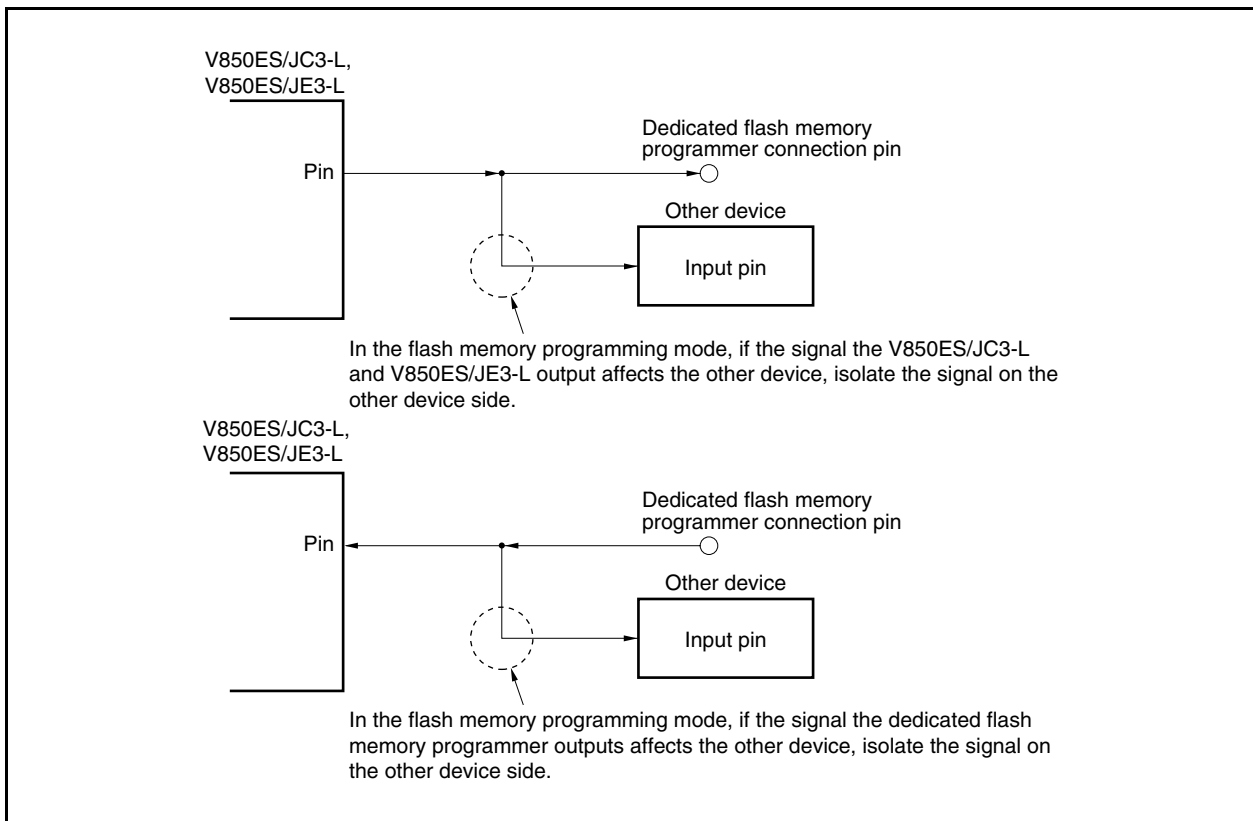 V850ES/JC3-L,
V850ES/JE3-L
Dedicated flash memory
programmer connection pin
Pin
Other device
Input pin
In the flash memory programming mode, if the signal the V850ES/JC3-L
and V850ES/JE3-L output affects the other device, isolate the signal on the
other device side.
V850ES/JC3-L,
V850ES/JE3-L
Dedicated flash memory
programmer connection pin
Pin
Other device
Input pin
In the flash memory programming mode, if the signal the dedicated flash
memory programmer outputs affects the other device, isolate the signal on
the other device side.